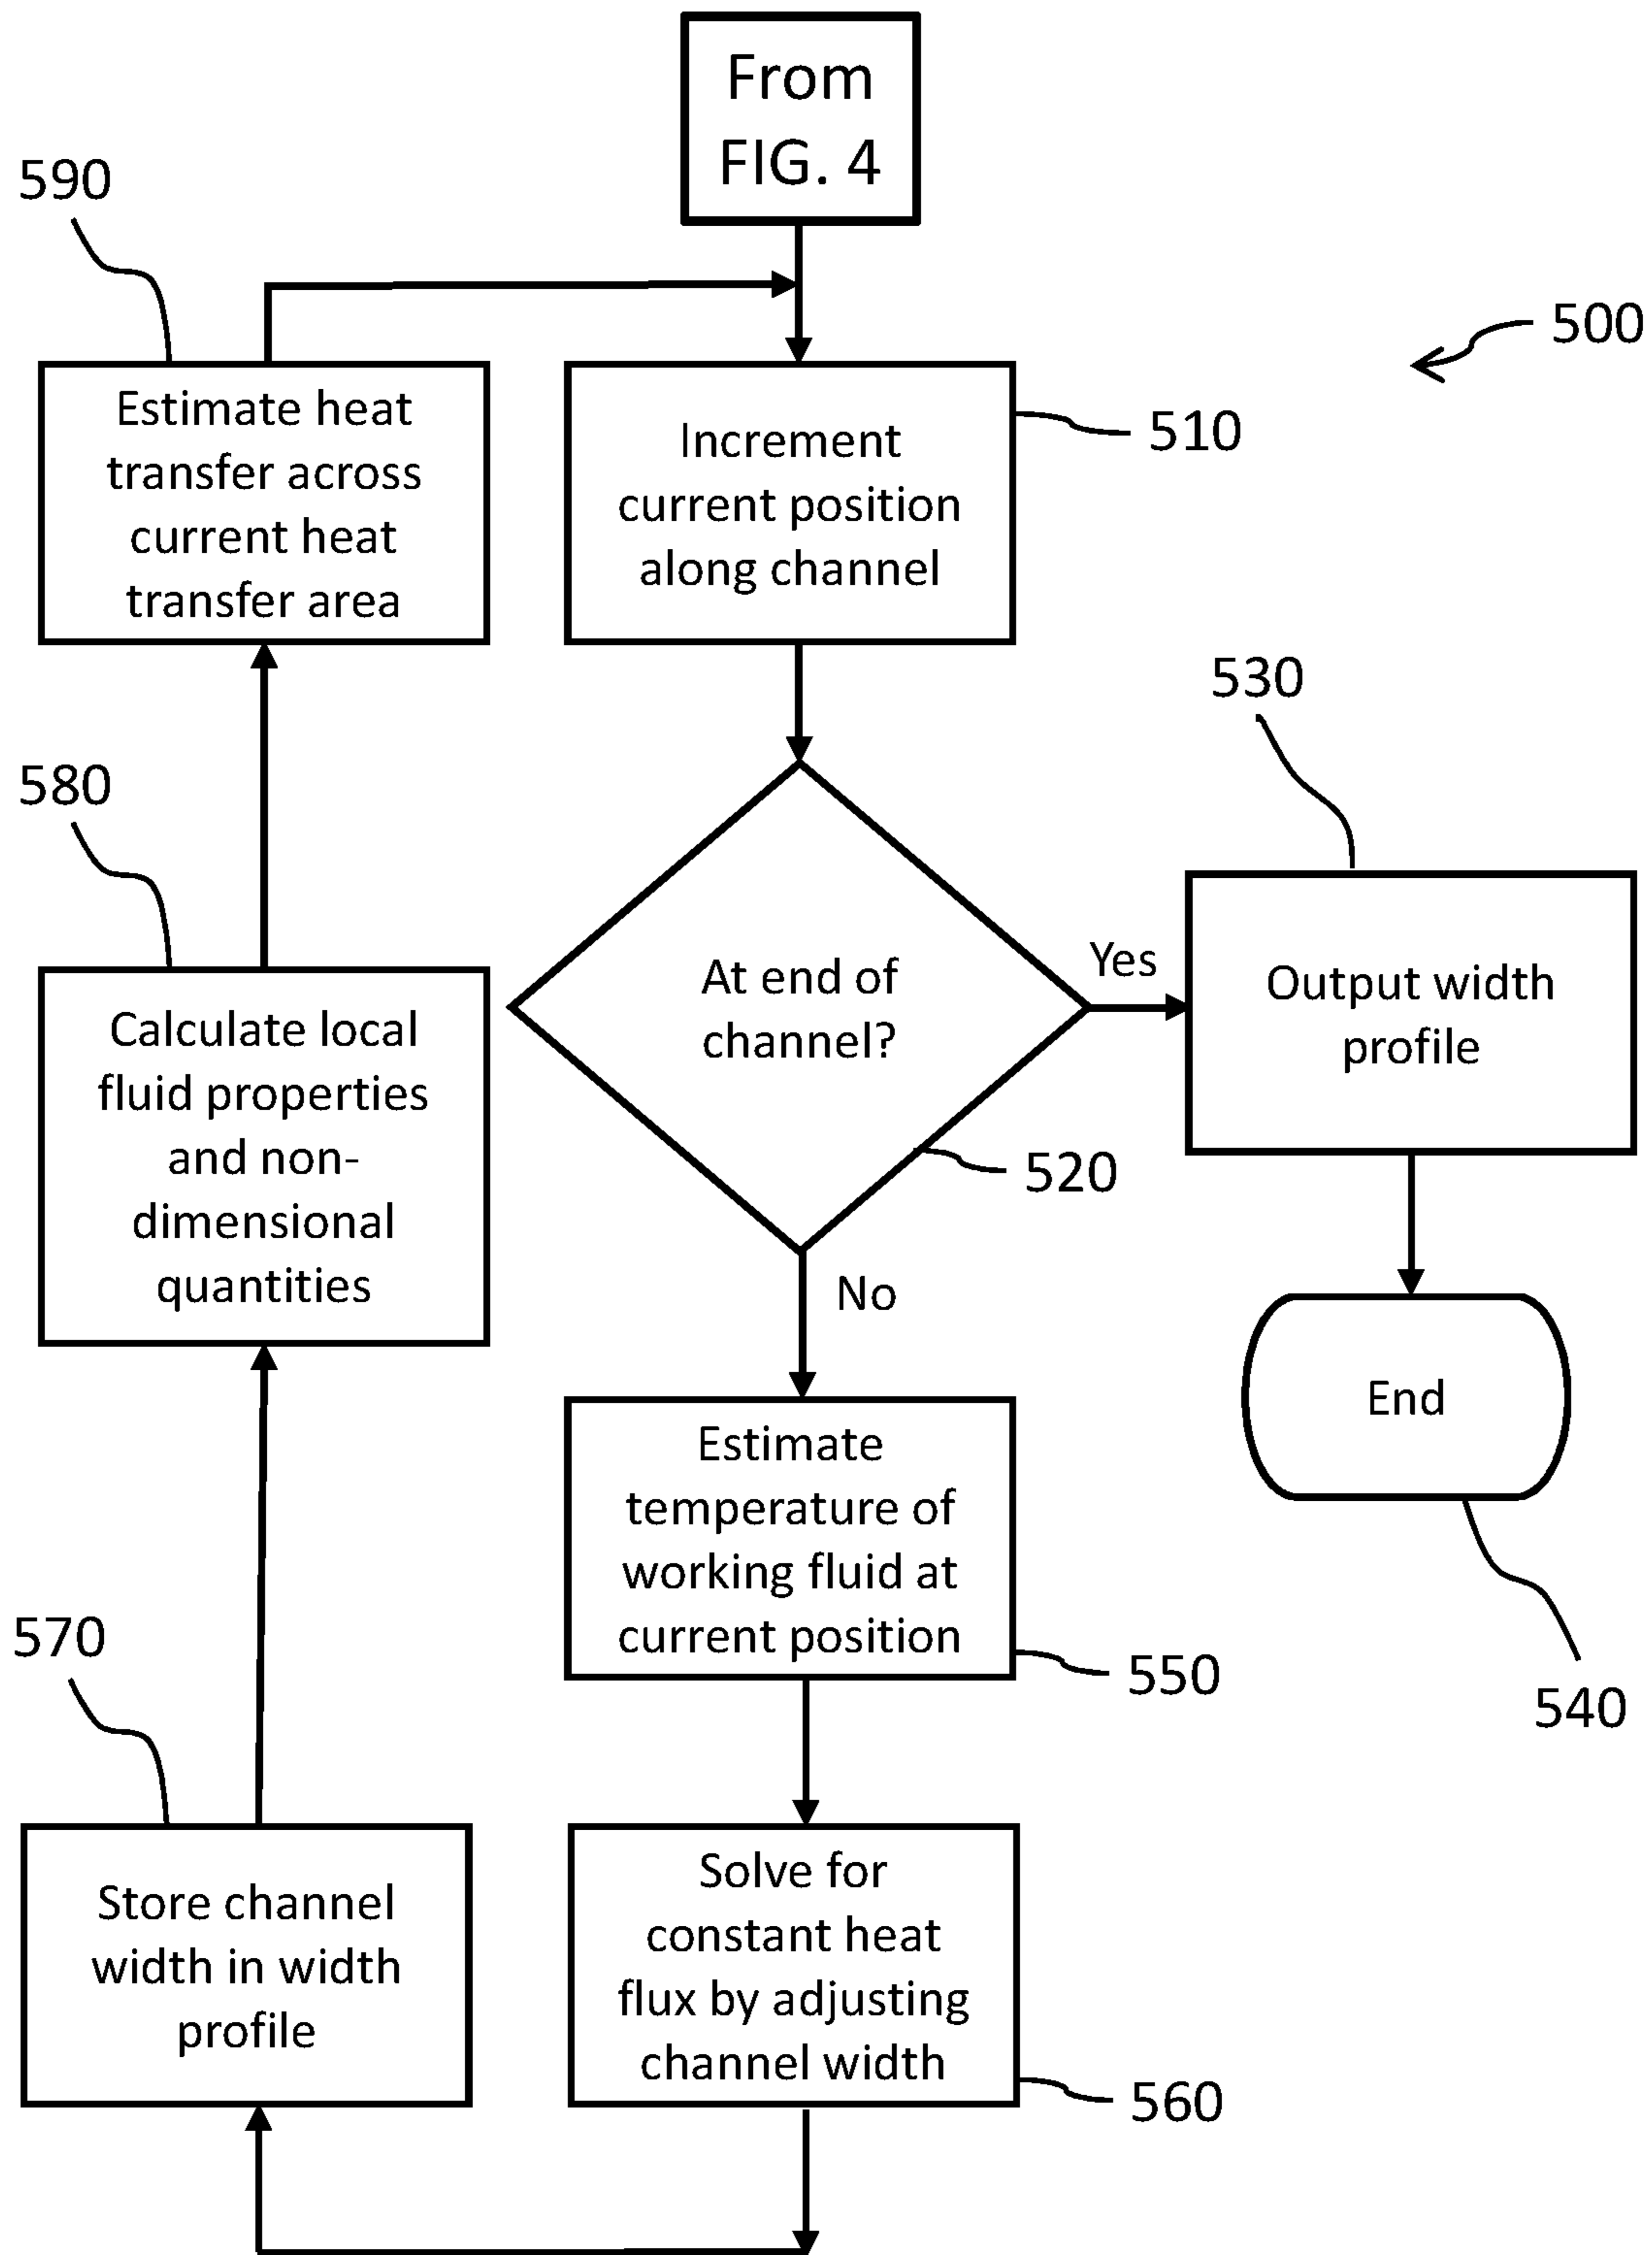 From
FIG. 4
590
500
Estimate heat
transfer across
current heat
transfer area
Increment
current position
along channel
510
530
580
At end of
channel?
Yes
Output width
profile
Calculate local
fluid properties
and non-
dimensional
quantities
520
No
End
Estimate
temperature of
working fluid at
current position
570
550
540
Store channel
width in width
profile
Solve for
constant heat
flux by adjusting
channel width
560